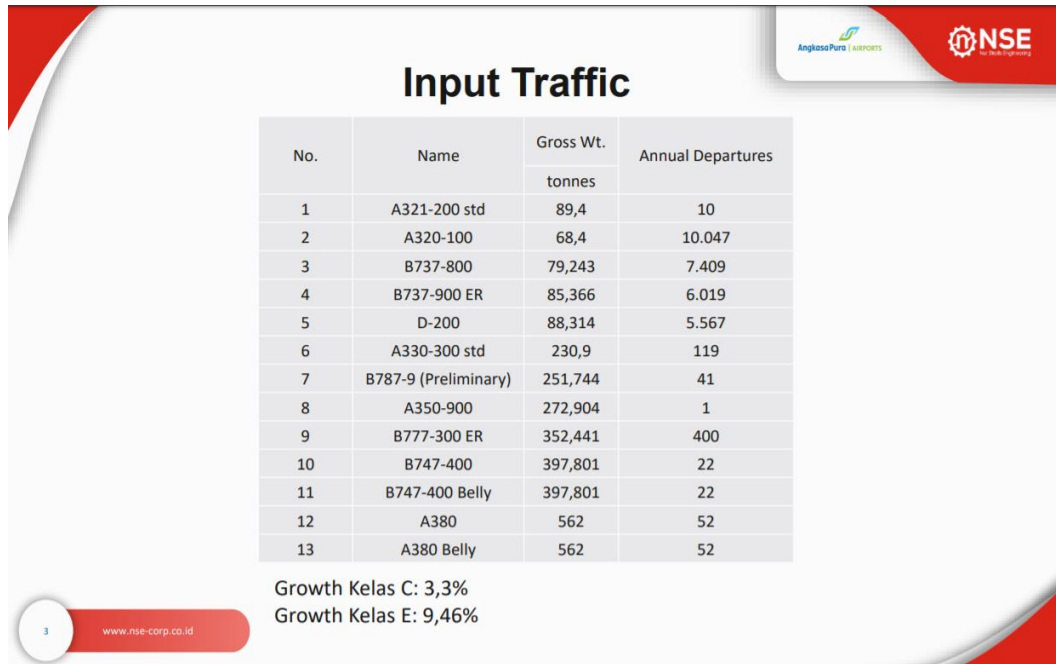 AngkasaPura | AIRPORTS
NSE
Input Traffic
No. Name Gross Wt. Annual Departures
tonnes
1 A321-200 std 89,4 10
2 A320-100 68,4 10.047
3 B737-800 79,243 7.409
4 B737-900 ER 85,366 6.019
5 D-200 88,314 5.567
6 A330-300 std 230,9 119
7 B787-9 (Preliminary) 251,744 41
8 A350-900 272,904 1
9 B777-300 ER 352,441 400
10 B747-400 397,801 22
11 B747-400 Belly 397,801 22
12 A380 562 52
13 A380 Belly 562 52
Growth Kelas C: 3,3%
Growth Kelas E: 9,46%
3 www.nse-corp.co.id